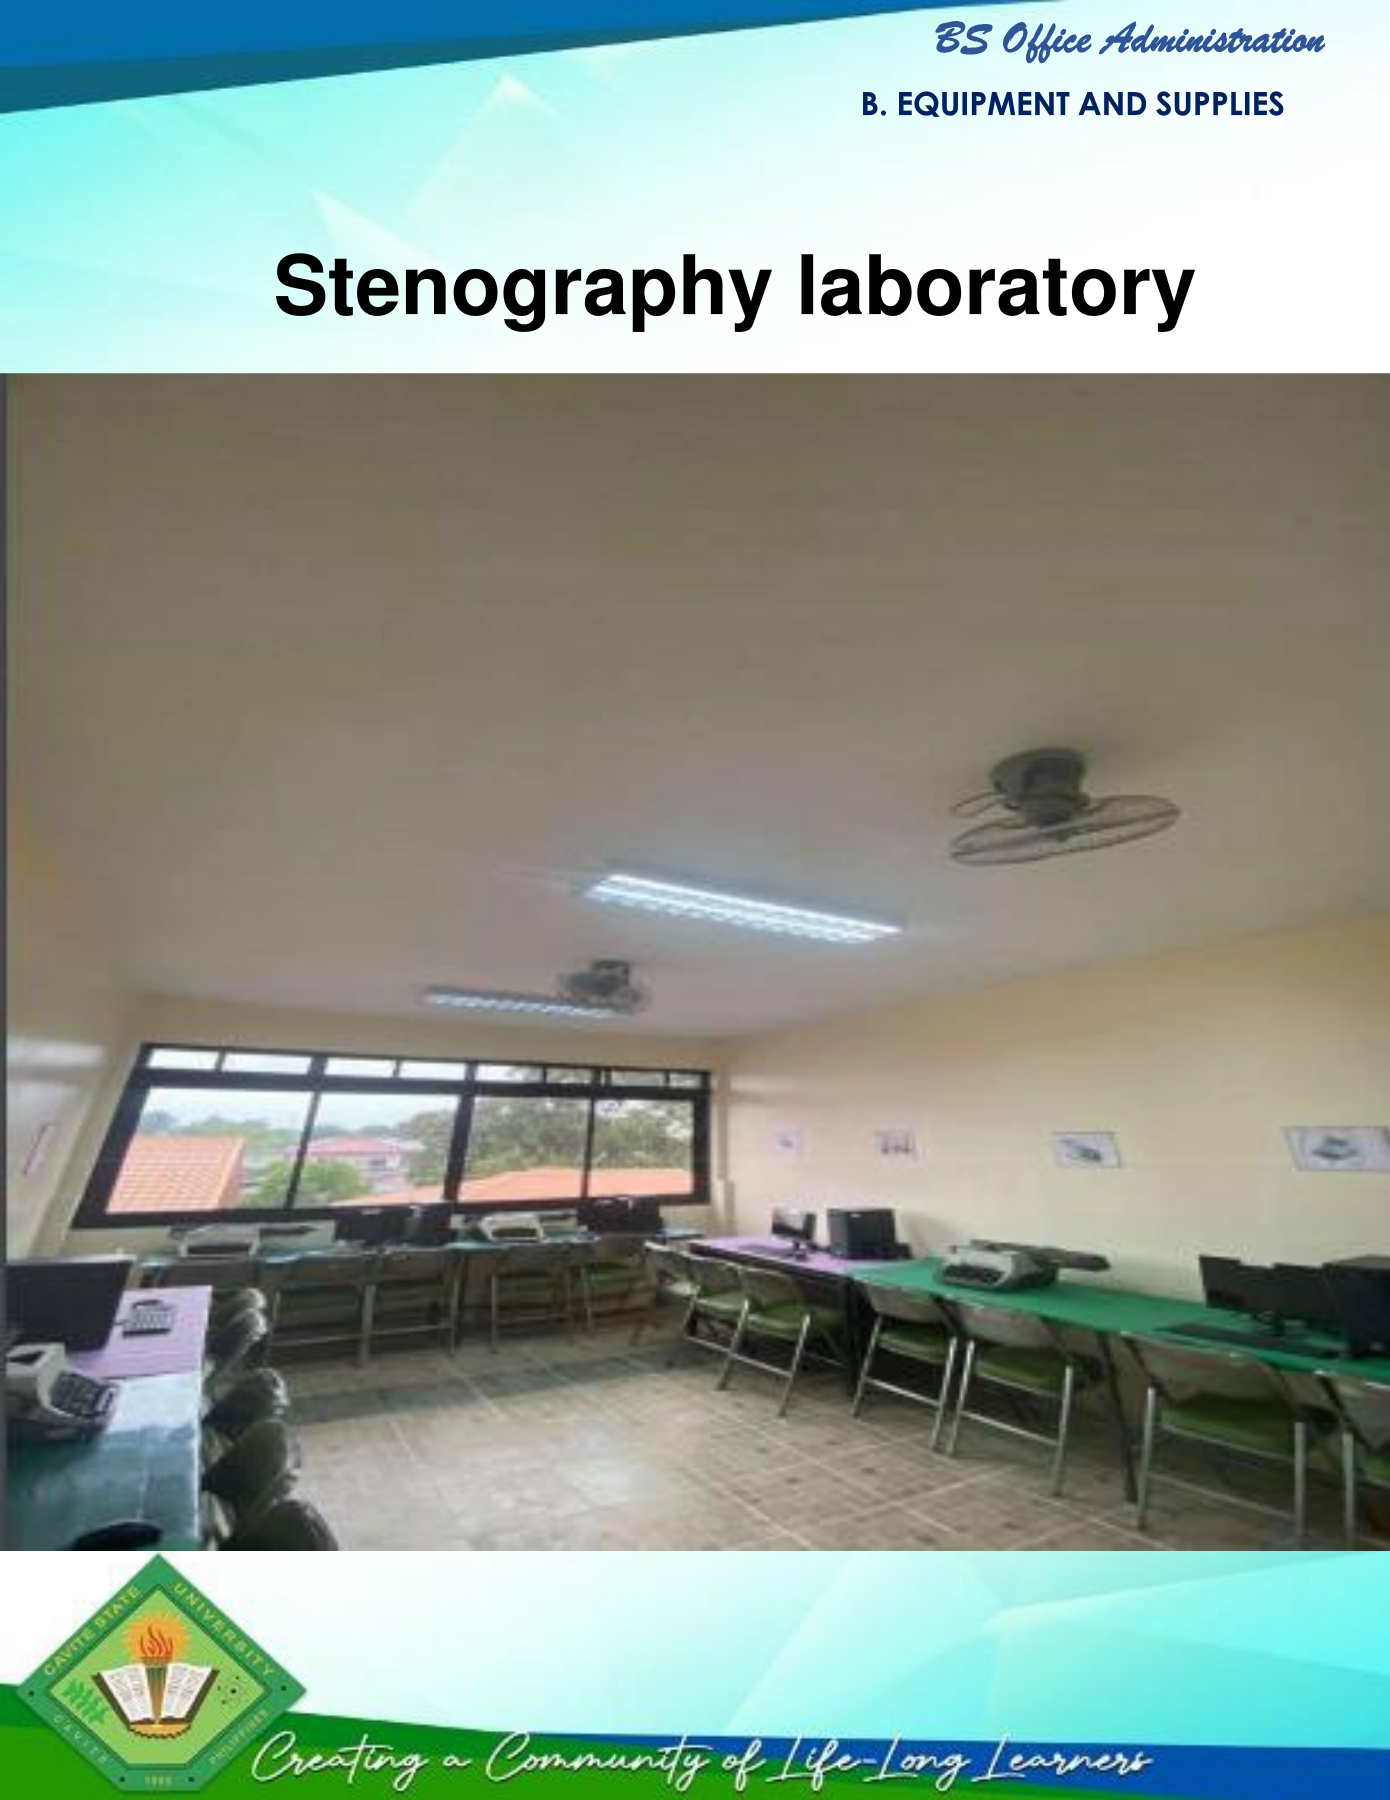 BS Office Administration
B. EQUIPMENT AND SUPPLIES
Stenography laboratory
CAVITE STATE UNIVERSITY
CAVITE
PHILIPPINES
Creating a Community of Life-Long Learners